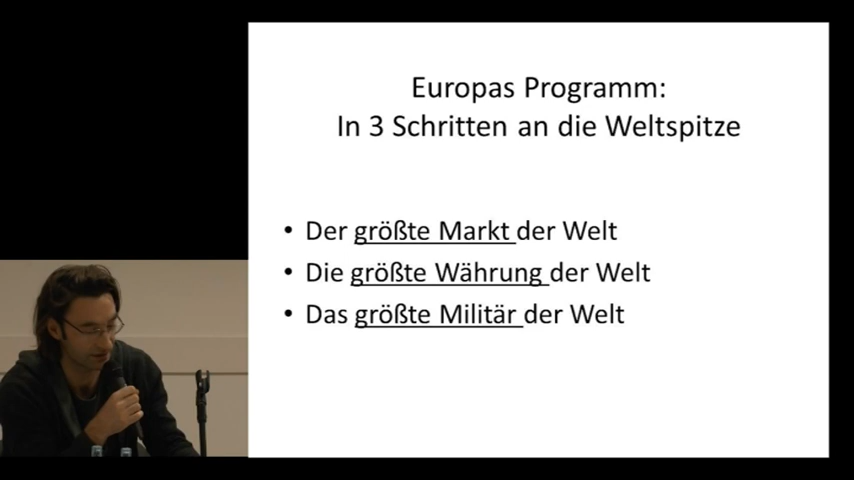 Europas Programm:
In 3 Schritten an die Weltspitze
• Der größte Markt der Welt
• Die größte Währung der Welt
• Das größte Militär der Welt